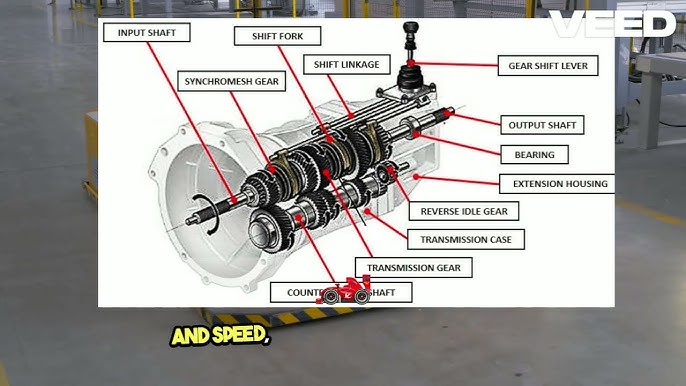 VEED
INPUT SHAFT
SHIFT FORK
SHIFT LINKAGE
GEAR SHIFT LEVER
SYNCHROMESH GEAR
OUTPUT SHAFT
BEARING
EXTENSION HOUSING
REVERSE IDLE GEAR
TRANSMISSION CASE
TRANSMISSION GEAR
COUNT SHAFT
AND SPEED,